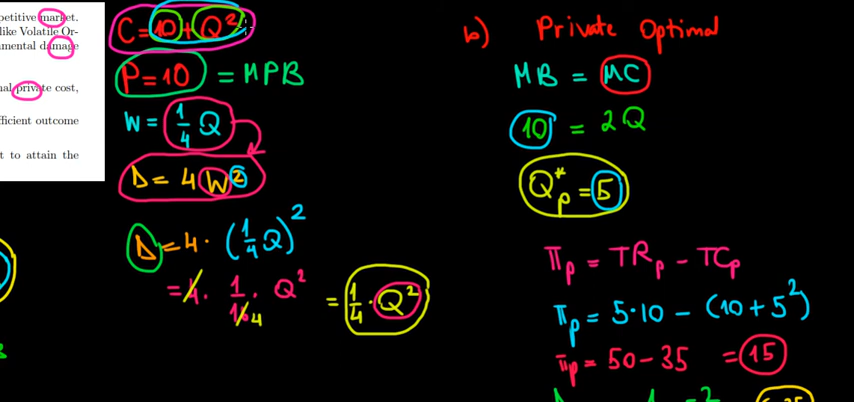 petitive market.
like Volatile Or-
mental damage
nal private cost,
fficient outcome
t to attain the
C = 10 + Q²
P = 10 = MPB
W = 1/4 Q
D = 4W²
D = 4 · (1/4 Q)²
= 4 · 1/16 · Q² = 1/4 · Q²
4
b) Private Optimal
MB = MC
10 = 2Q
Q*p = 5
πp = TRp - TCp
πp = 5·10 - (10 + 5²)
πp = 50 - 35 = 15